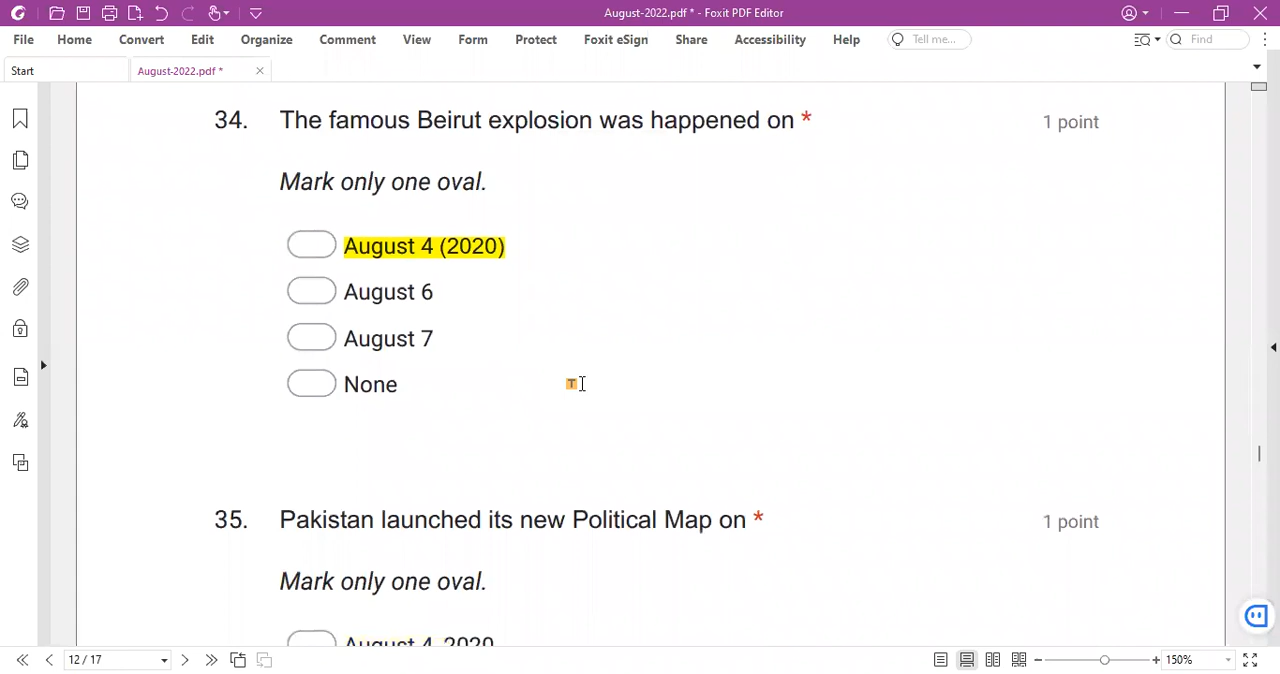 August-2022.pdf * - Foxit PDF Editor
File Home Convert Edit Organize Comment View Form Protect Foxit eSign Share Accessibility Help Tell me... Find
Start August-2022.pdf *
34. The famous Beirut explosion was happened on * 1 point
Mark only one oval.
August 4 (2020)
August 6
August 7
None
T
35. Pakistan launched its new Political Map on * 1 point
Mark only one oval.
August 4, 2020
12 / 17 150%